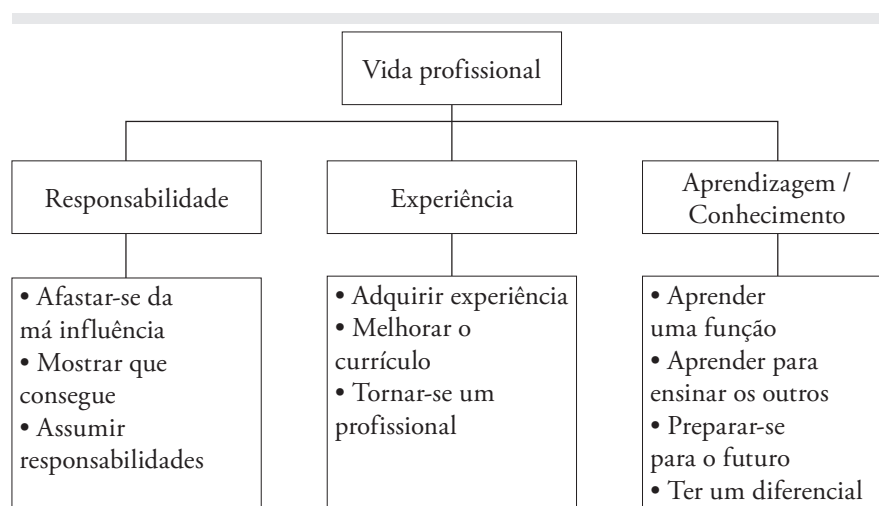 Vida profissional
Responsabilidade
Experiência
Aprendizagem /
Conhecimento
• Afastar-se da
má influência
• Mostrar que
consegue
• Assumir
responsabilidades
• Adquirir experiência
• Melhorar o
currículo
• Tornar-se um
profissional
• Aprender
uma função
• Aprender para
ensinar os outros
• Preparar-se
para o futuro
• Ter um diferencial